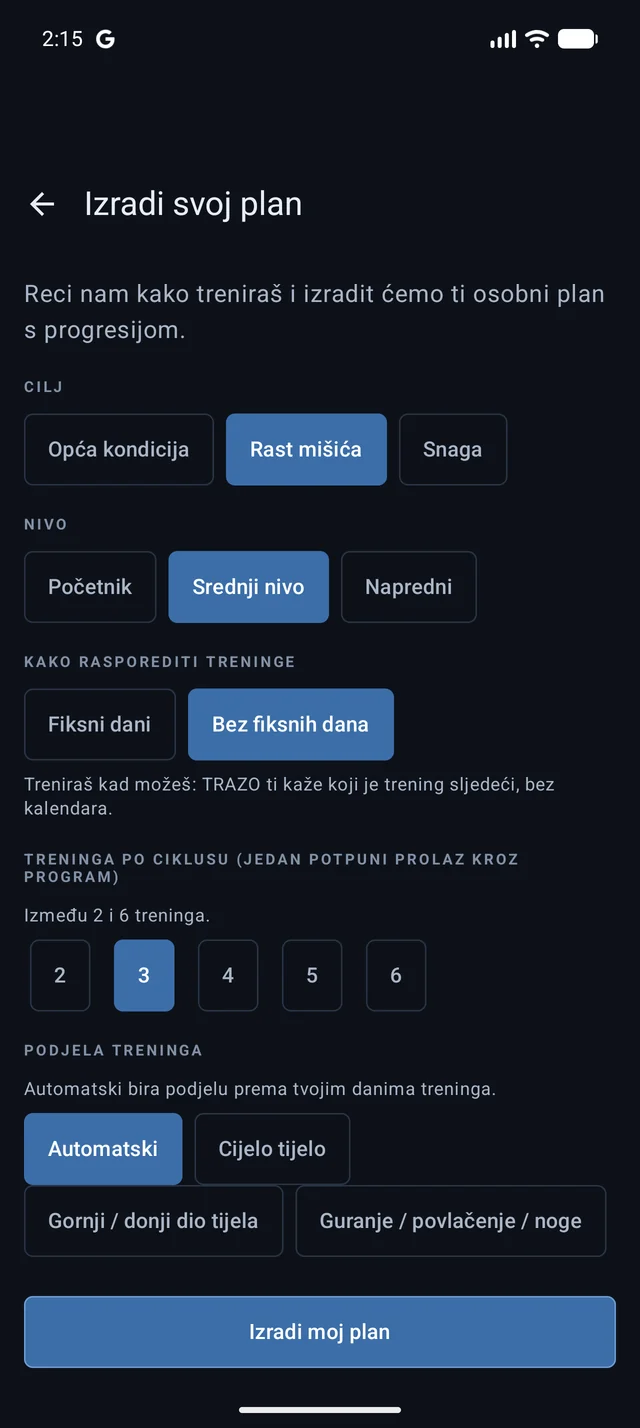 2:15 G
Izradi svoj plan
Reci nam kako treniraš i izradit ćemo ti osobni plan
s progresijom.
CILJ
Opća kondicija Rast mišića Snaga
NIVO
Početnik Srednji nivo Napredni
KAKO RASPOREDITI TRENINGE
Fiksni dani Bez fiksnih dana
Treniraš kad možeš: TRAZO ti kaže koji je trening sljedeći, bez
kalendara.
TRENINGA PO CIKLUSU (JEDAN POTPUNI PROLAZ KROZ
PROGRAM)
Između 2 i 6 treninga.
2 3 4 5 6
PODJELA TRENINGA
Automatski bira podjelu prema tvojim danima treninga.
Automatski Cijelo tijelo
Gornji / donji dio tijela Guranje / povlačenje / noge
Izradi moj plan